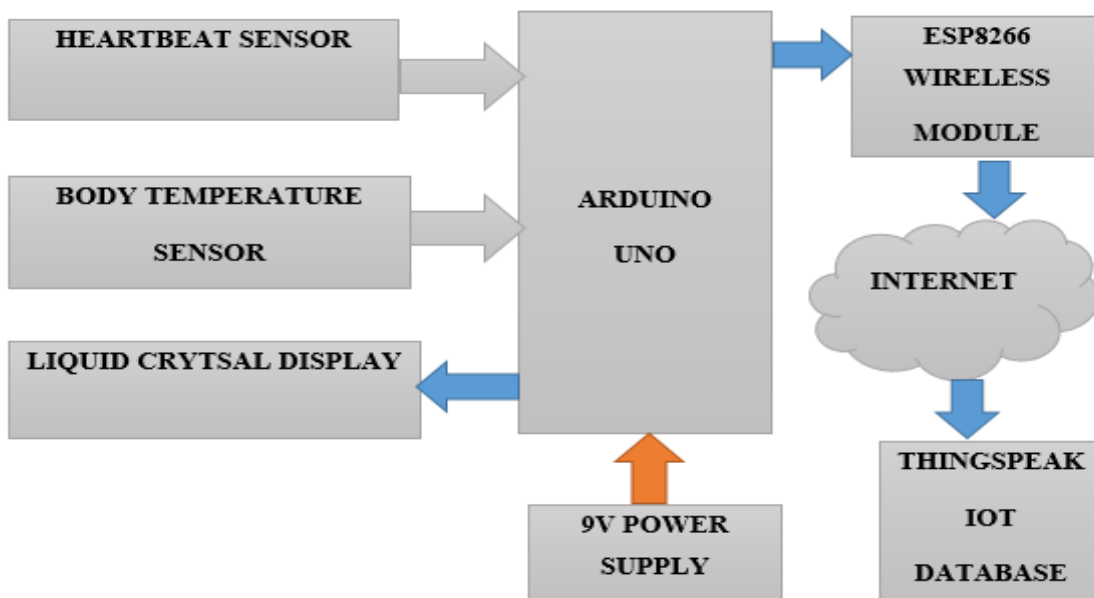 HEARTBEAT SENSOR
BODY TEMPERATURE
SENSOR
LIQUID CRYTSAL DISPLAY
ARDUINO
UNO
9V POWER
SUPPLY
ESP8266
WIRELESS
MODULE
INTERNET
THINGSPEAK
IOT
DATABASE